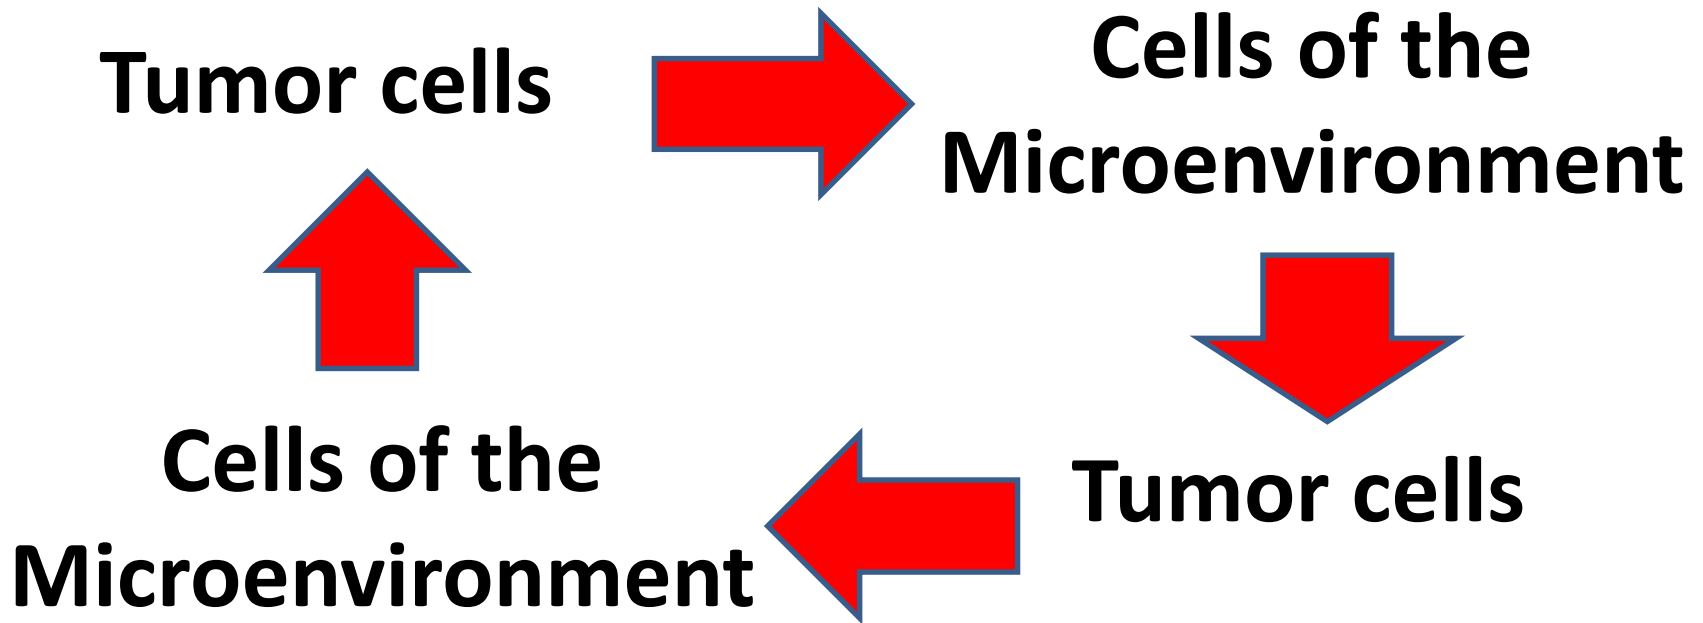 Tumor cells
Cells of the
Microenvironment
Cells of the
Microenvironment
Tumor cells